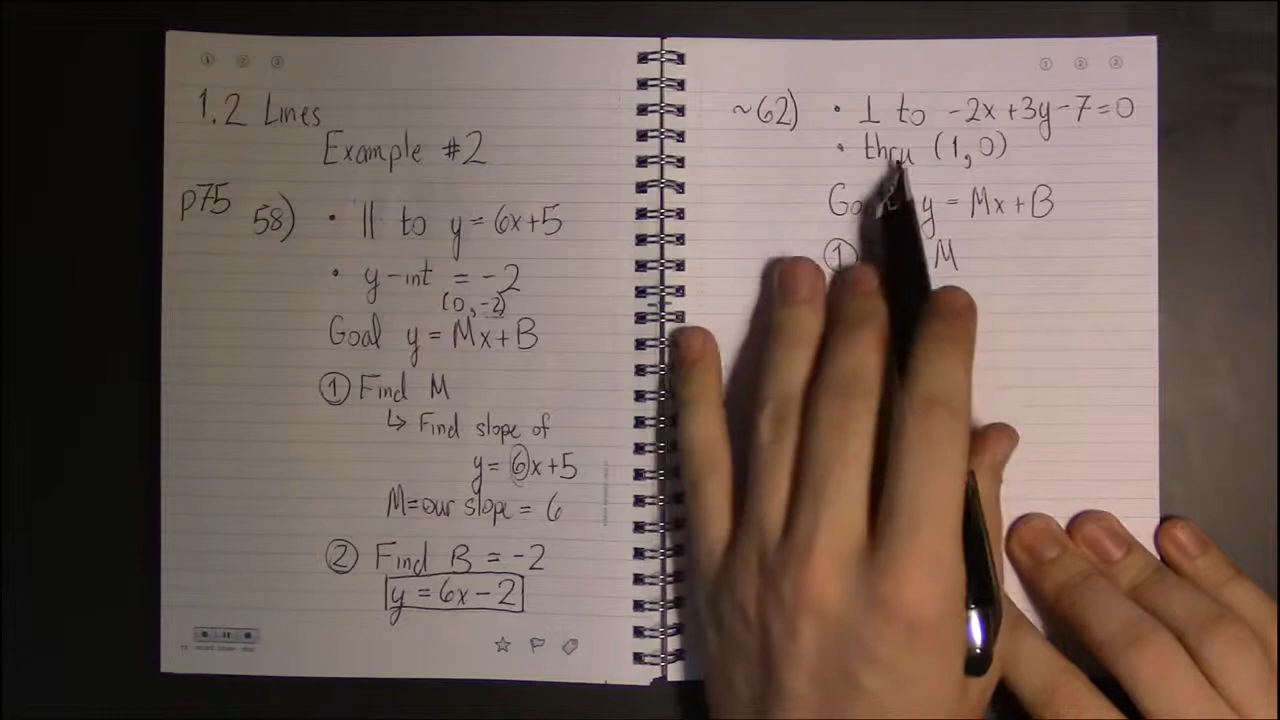 1.2 Lines
Example #2
p75
58) • || to y = 6x+5
• y-int = -2
(0,-2)
Goal y = Mx+B
① Find M
↳ Find slope of
y = 6x+5
M=our slope = 6
② Find B = -2
y = 6x-2
~62) • ⊥ to -2x+3y-7=0
• thru (1,0)
y = Mx+B
① M